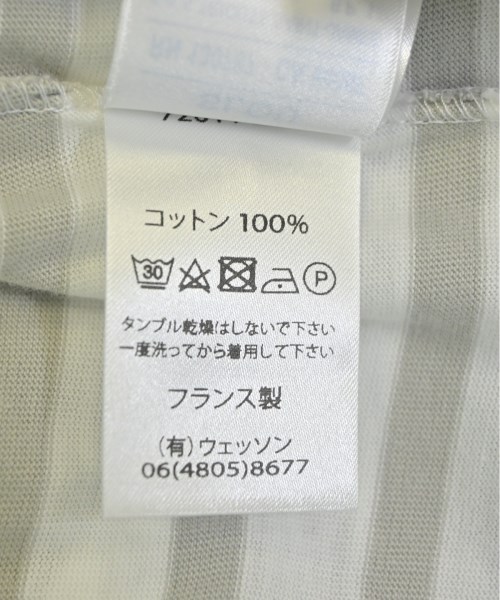 コットン 100%
30 P
タンブル乾燥はしないで下さい
一度洗ってから着用して下さい
フランス製
(有)ウェッソン
06(4805)8677